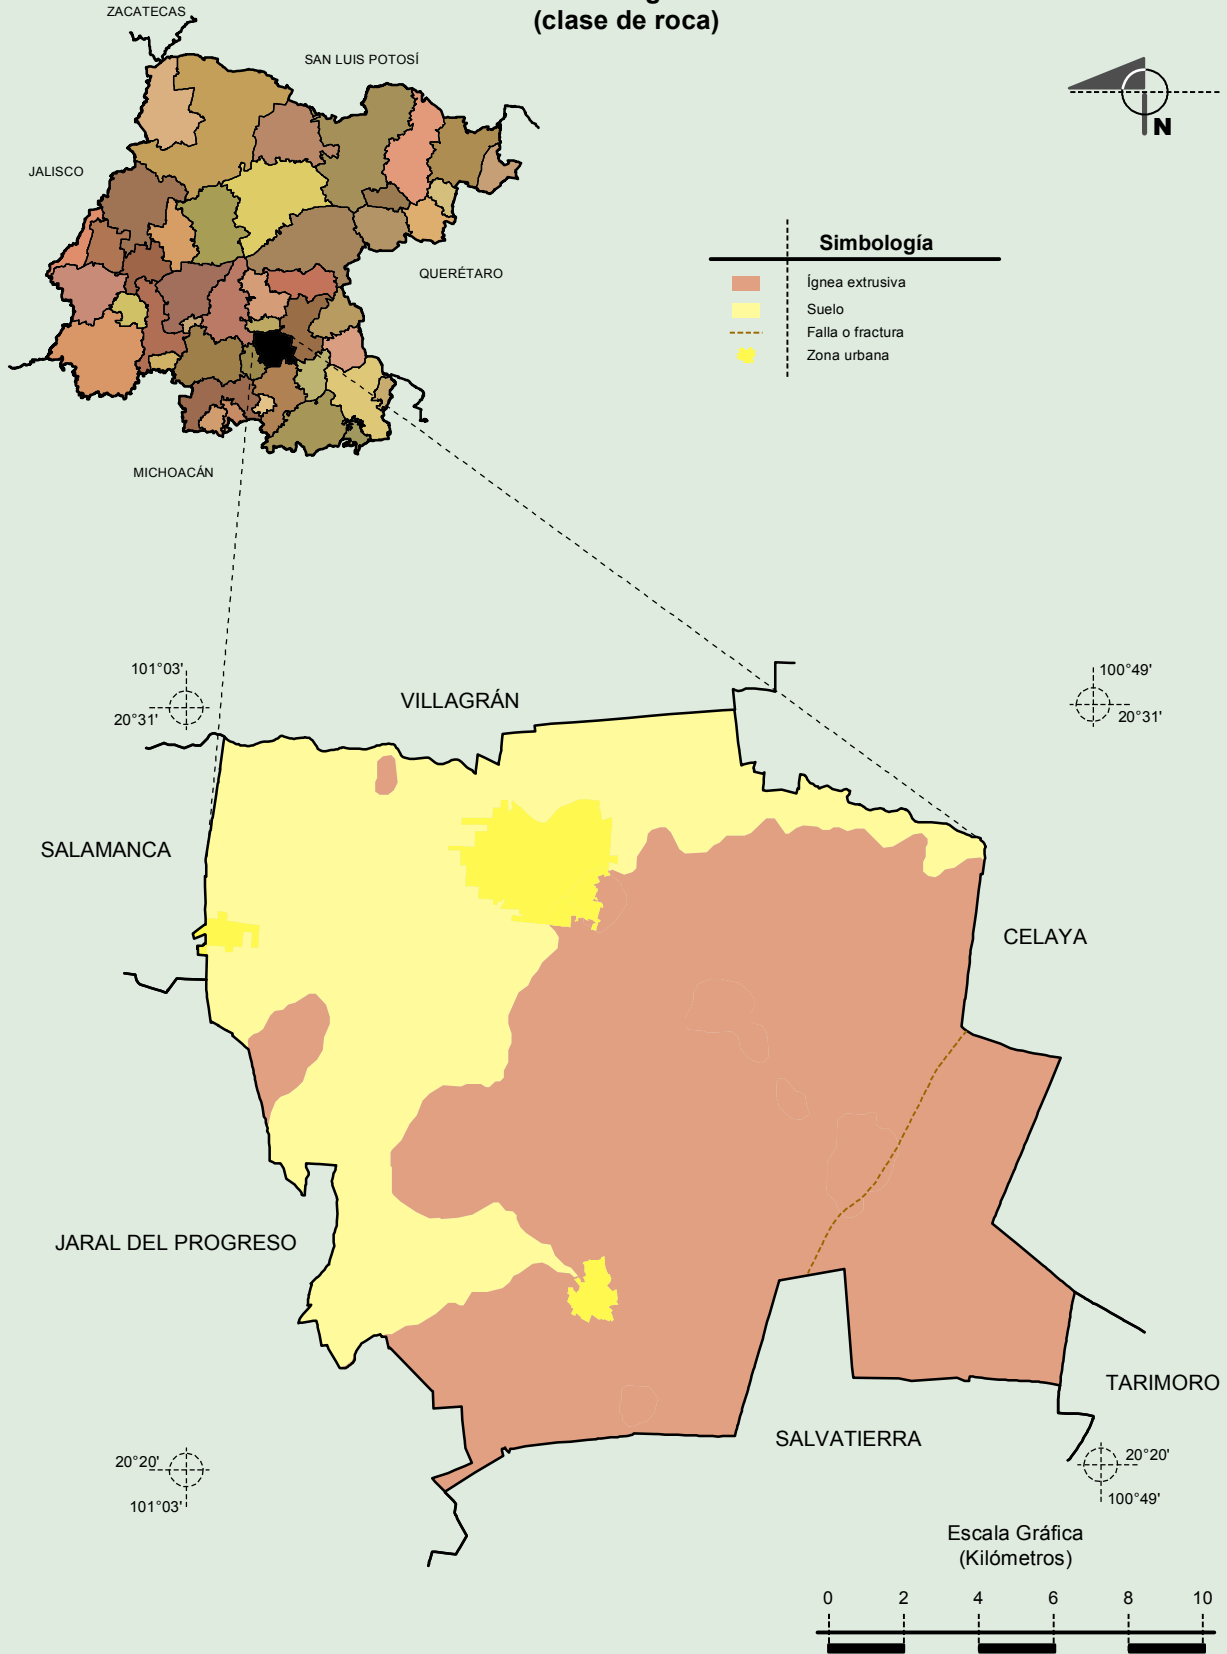 (clase de roca)
ZACATECAS
SAN LUIS POTOSÍ
JALISCO
QUERÉTARO
MICHOACÁN
N
Simbología
Ígnea extrusiva
Suelo
Falla o fractura
Zona urbana
101°03'
20°31'
VILLAGRÁN
100°49'
20°31'
SALAMANCA
CELAYA
JARAL DEL PROGRESO
TARIMORO
SALVATIERRA
20°20'
101°03'
20°20'
100°49'
Escala Gráfica
(Kilómetros)
0 2 4 6 8 10